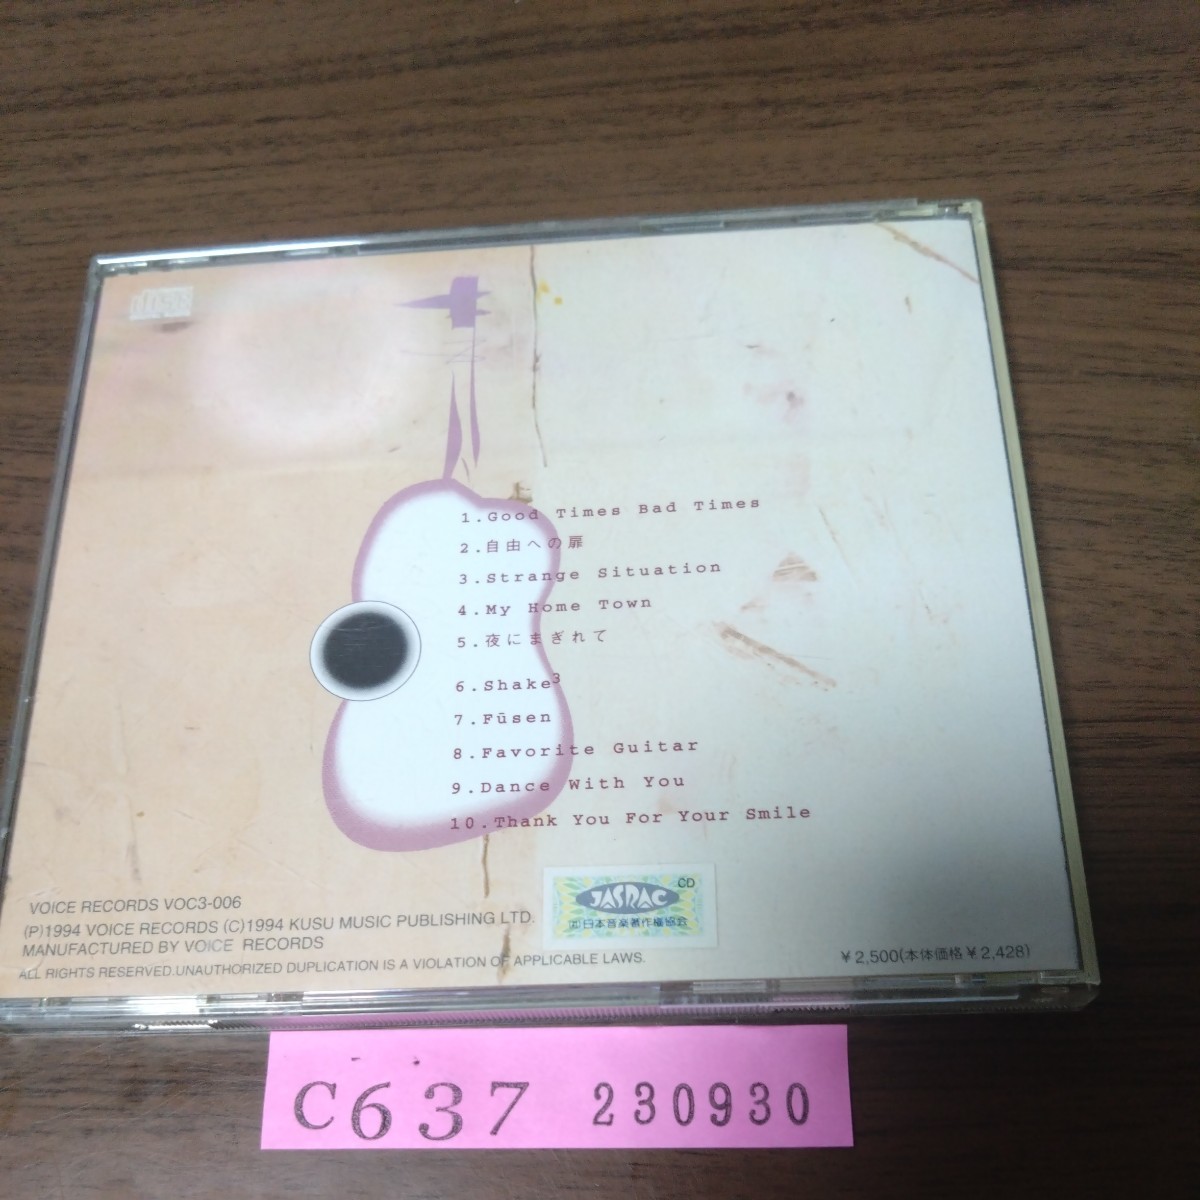 disc
1.Good Times Bad Times
2.自由への扉
3.Strange Situation
4.My Home Town
5.夜にまぎれて
6.Shake³
7.Fūsen
8.Favorite Guitar
9.Dance With You
10.Thank You For Your Smile
VOICE RECORDS VOC3-006
(P)1994 VOICE RECORDS (C)1994 KUSU MUSIC PUBLISHING LTD.
MANUFACTURED BY VOICE RECORDS
ALL RIGHTS RESERVED.UNAUTHORIZED DUPLICATION IS A VIOLATION OF APPLICABLE LAWS.
CD
JASRAC
㈳日本音楽著作権協会
￥2,500(本体価格￥2,428)
C637 230930